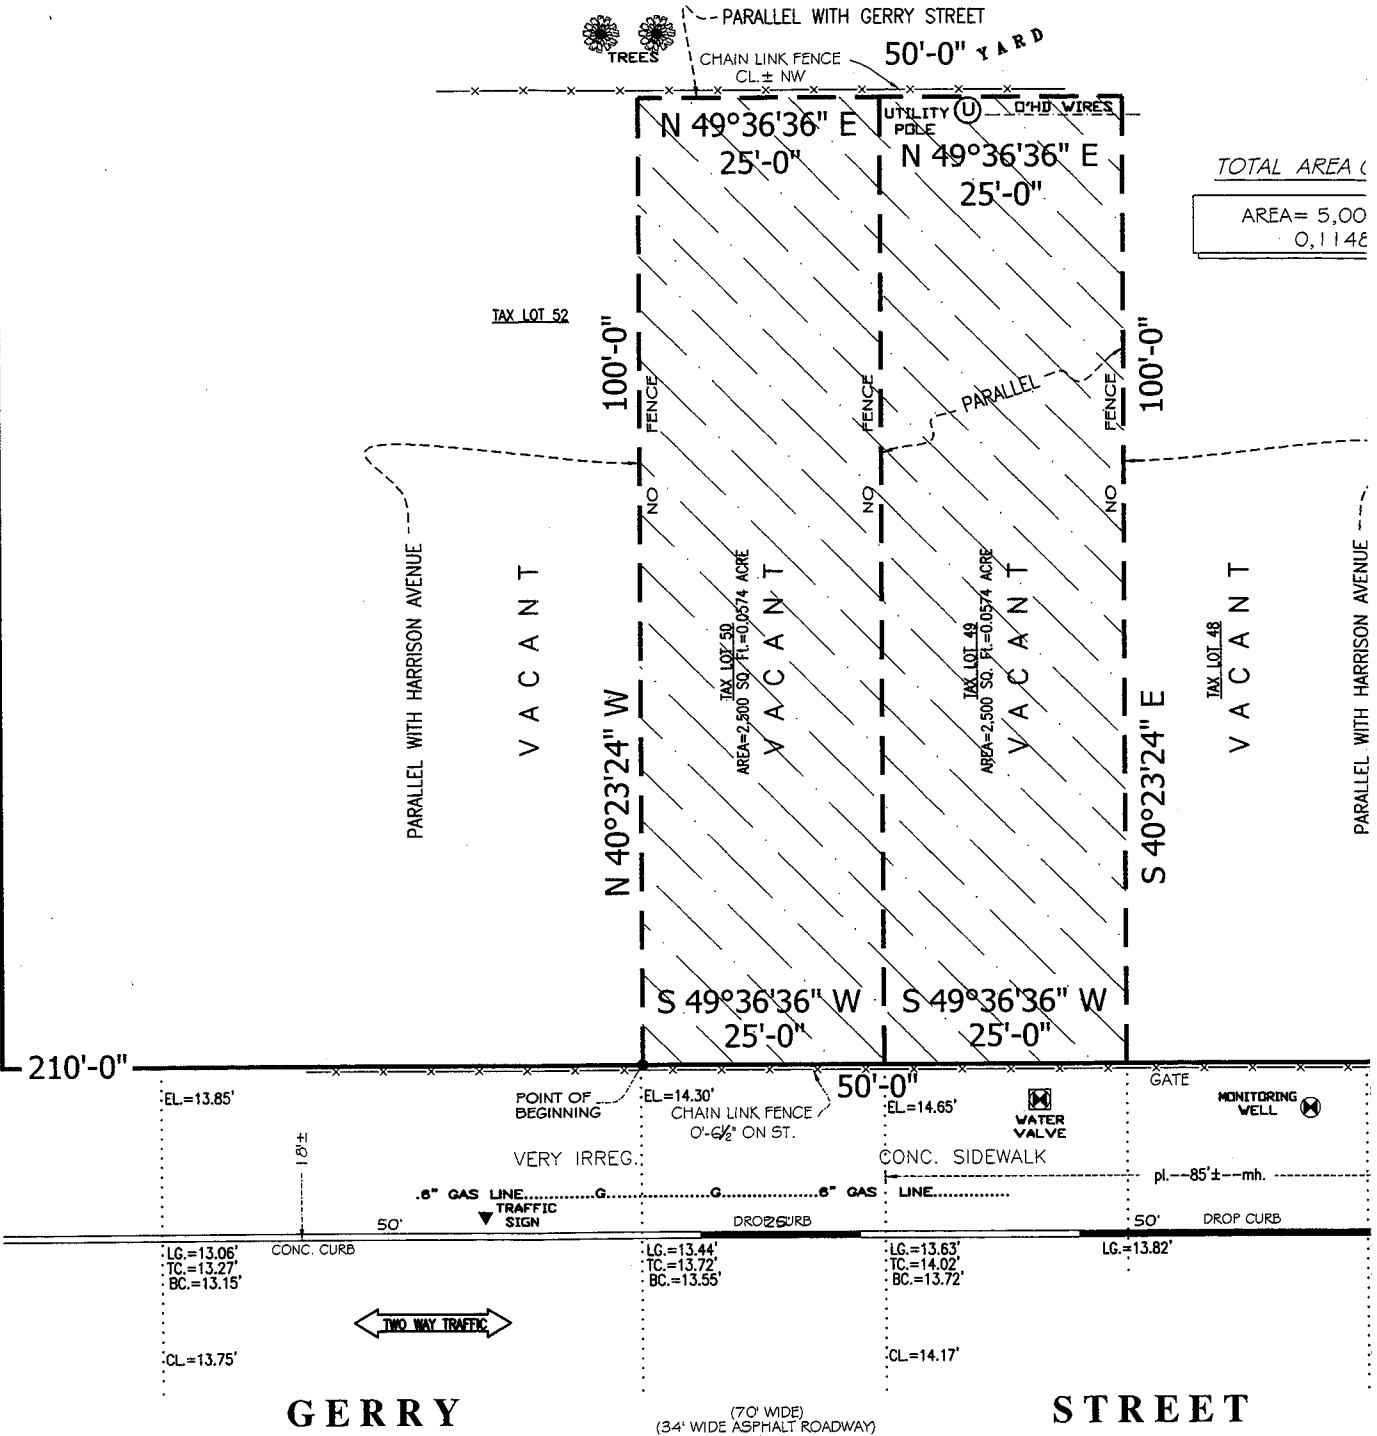 PARALLEL WITH GERRY STREET
TREES
CHAIN LINK FENCE
CL.± NW
50'-0"
YARD
N 49°36'36" E
25'-0"
UTILITY
POLE
U
O'HD WIRES
N 49°36'36" E
25'-0"
TOTAL AREA
AREA= 5,00
0,1148
TAX LOT 52
100'-0"
NO FENCE
NO FENCE
PARALLEL
NO FENCE
100'-0"
PARALLEL WITH HARRISON AVENUE
VACANT
N 40°23'24" W
TAX LOT 50
AREA=2,500 SQ. Ft.=0.0574 ACRE
VACANT
TAX LOT 49
AREA=2,500 SQ. Ft.=0.0574 ACRE
VACANT
S 40°23'24" E
TAX LOT 48
VACANT
PARALLEL WITH HARRISON AVENUE
S 49°36'36" W
25'-0"
S 49°36'36" W
25'-0"
210'-0"
50'-0"
GATE
EL.=13.85'
POINT OF
BEGINNING
EL.=14.30'
CHAIN LINK FENCE
0'-6½" ON ST.
EL.=14.65'
WATER
VALVE
MONITORING
WELL
18'±
VERY IRREG.
CONC. SIDEWALK
pl.--85'±--mh.
6" GAS LINE............G....................G.................6" GAS LINE.............
TRAFFIC
SIGN
50'
DROP CURB
25'
50'
DROP CURB
CONC. CURB
LG.=13.06'
TC.=13.27'
BC.=13.15'
LG.=13.44'
TC.=13.72'
BC.=13.55'
LG.=13.63'
TC.=14.02'
BC.=13.72'
LG.=13.82'
TWO WAY TRAFFIC
CL.=13.75'
CL.=14.17'
GERRY STREET
(70' WIDE)
(34' WIDE ASPHALT ROADWAY)